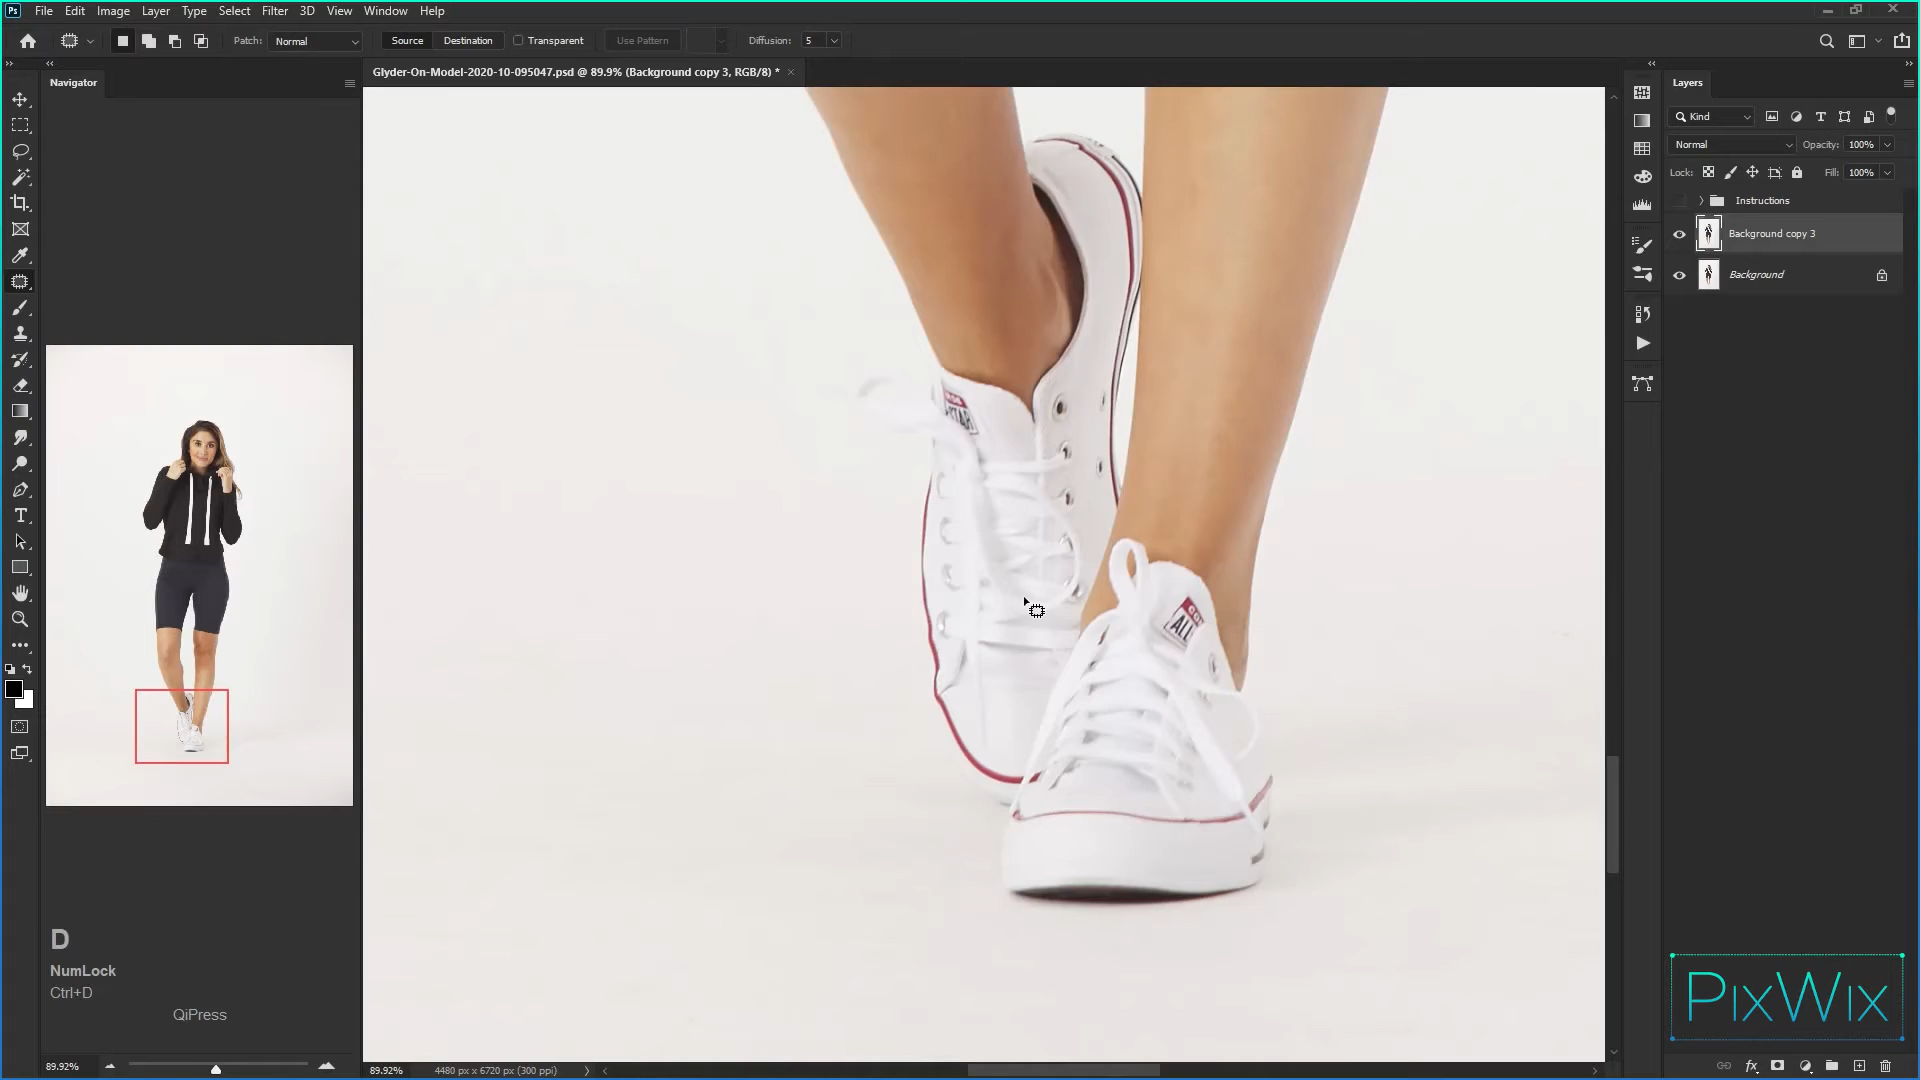 Ps File Edit Image Layer Type Select Filter 3D View Window Help
Patch: Normal Source Destination Transparent Use Pattern Diffusion: 5
Navigator
Glyder-On-Model-2020-10-095047.psd @ 89.9% (Background copy 3, RGB/8) * ×
Layers
Kind
Normal Opacity: 100%
Lock: Fill: 100%
Instructions
Background copy 3
Background
ALL
D
NumLock
Ctrl+D
QiPress
PIXWIX
89.92%
89.92% 4480 px x 6720 px (300 ppi)